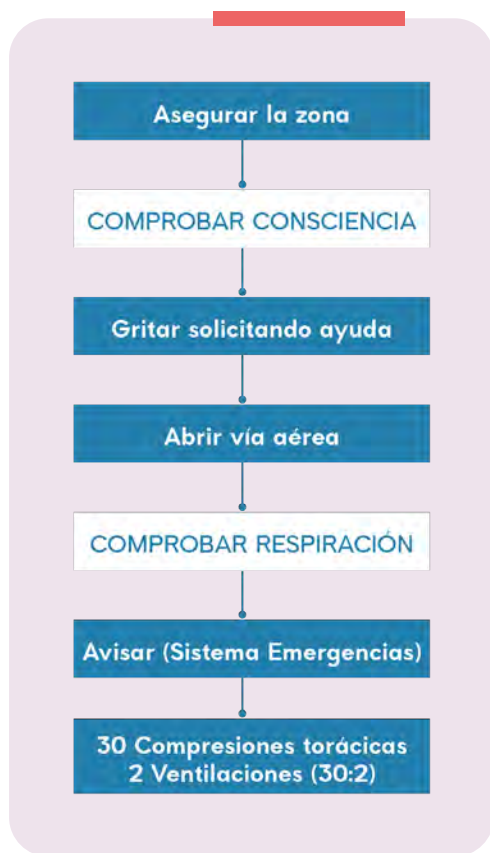 Asegurar la zona
COMPROBAR CONSCIENCIA
Gritar solicitando ayuda
Abrir vía aérea
COMPROBAR RESPIRACIÓN
Avisar (Sistema Emergencias)
30 Compresiones torácicas
2 Ventilaciones (30:2)